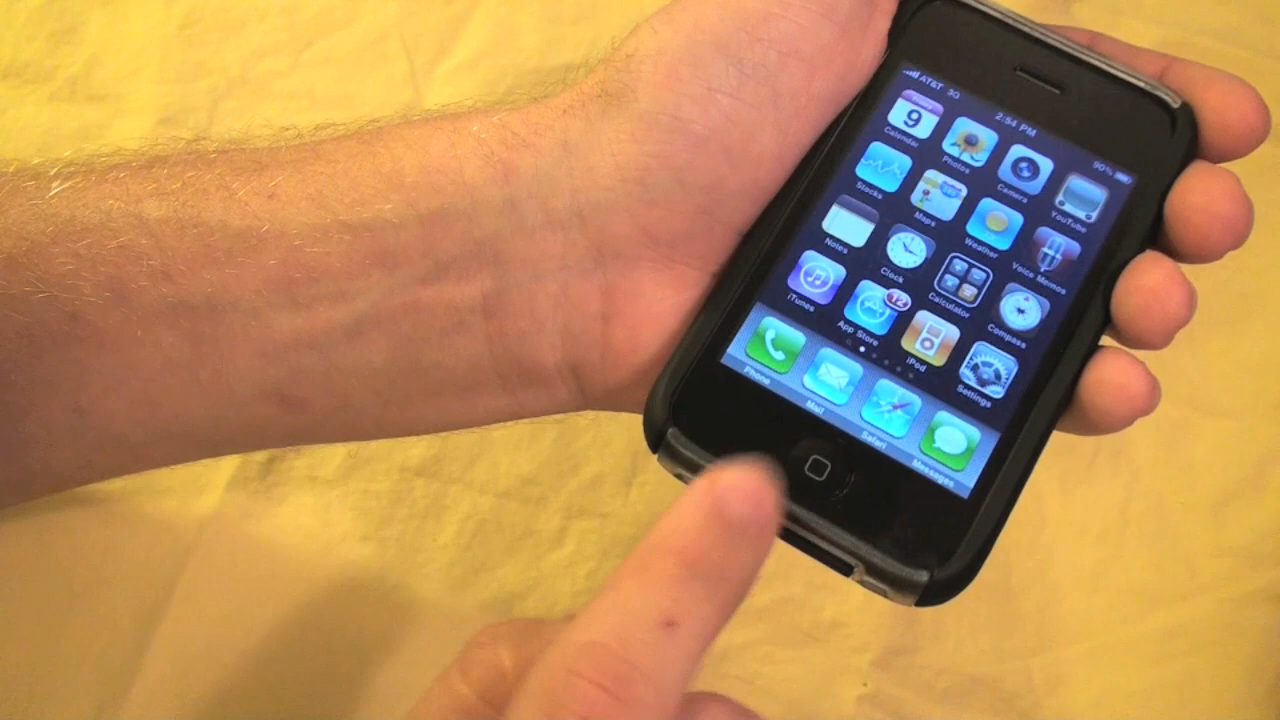 AT&T 3G 2:54 PM 90%
Friday
9
Calendar Photos Camera YouTube
Stocks Maps Weather Voice Memos
Notes Clock Calculator Compass
12
iTunes App Store iPod Settings
Phone Mail Safari Messages